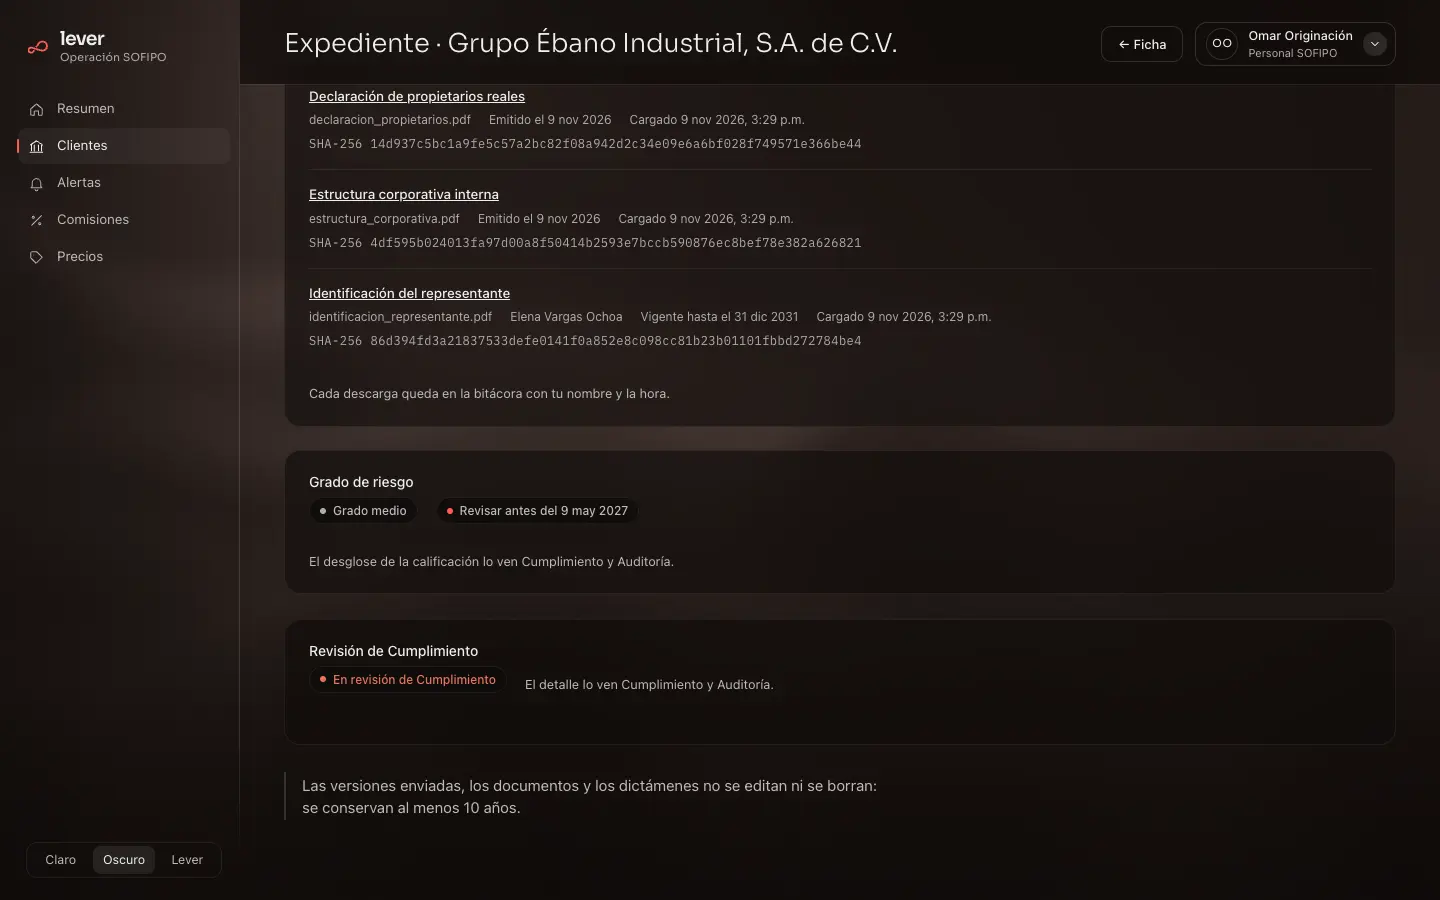 lever
Operación SOFIPO
Resumen
Clientes
Alertas
Comisiones
Precios
Claro
Oscuro
Lever
Expediente · Grupo Ébano Industrial, S.A. de C.V.
← Ficha
OO
Omar Originación
Personal SOFIPO
Declaración de propietarios reales
declaracion_propietarios.pdf Emitido el 9 nov 2026 Cargado 9 nov 2026, 3:29 p.m.
SHA-256 14d937c5bc1a9fe5c57a2bc82f08a942d2c34e09e6a6bf028f749571e366be44
Estructura corporativa interna
estructura_corporativa.pdf Emitido el 9 nov 2026 Cargado 9 nov 2026, 3:29 p.m.
SHA-256 4df595b024013fa97d00a8f50414b2593e7bccb590876ec8bef78e382a626821
Identificación del representante
identificacion_representante.pdf Elena Vargas Ochoa Vigente hasta el 31 dic 2031 Cargado 9 nov 2026, 3:29 p.m.
SHA-256 86d394fd3a21837533defe0141f0a852e8c098cc81b23b01101fbbd272784be4
Cada descarga queda en la bitácora con tu nombre y la hora.
Grado de riesgo
Grado medio
Revisar antes del 9 may 2027
El desglose de la calificación lo ven Cumplimiento y Auditoría.
Revisión de Cumplimiento
En revisión de Cumplimiento
El detalle lo ven Cumplimiento y Auditoría.
Las versiones enviadas, los documentos y los dictámenes no se editan ni se borran:
se conservan al menos 10 años.